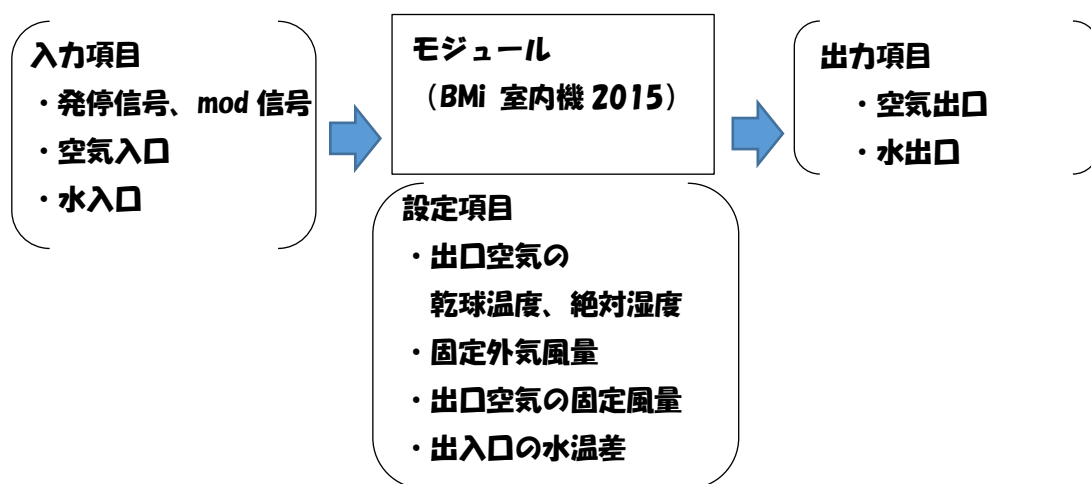 入力項目
・発停信号、mod 信号
・空気入口
・水入口
モジュール
（BMi 室内機 2015）
設定項目
・出口空気の
乾球温度、絶対湿度
・固定外気風量
・出口空気の固定風量
・出入口の水温差
出力項目
・空気出口
・水出口